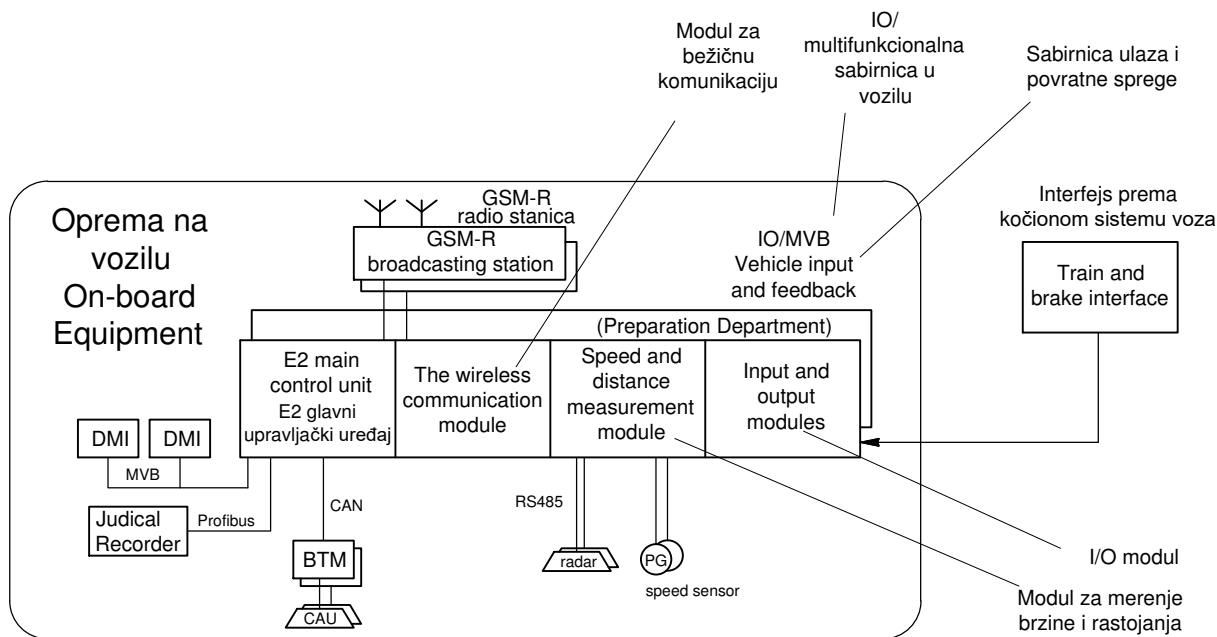 Modul za
bežičnu
komunikaciju
IO/
multifunkcionalna
sabirnica u
vozilu
Sabirnica ulaza i
povratne sprege
Oprema na
vozilu
On-board
Equipment
GSM-R
radio stanica
GSM-R
broadcasting station
IO/MVB
Vehicle input
and feedback
Interfejs prema
kočionom sistemu voza
Train and
brake interface
(Preparation Department)
E2 main
control unit
E2 glavni
upravljački uređaj
The wireless
communication
module
Speed and
distance
measurement
module
Input and
output
modules
DMI
DMI
MVB
Judical
Recorder
Profibus
CAN
BTM
CAU
RS485
radar
PG
speed sensor
I/O modul
Modul za merenje
brzine i rastojanja